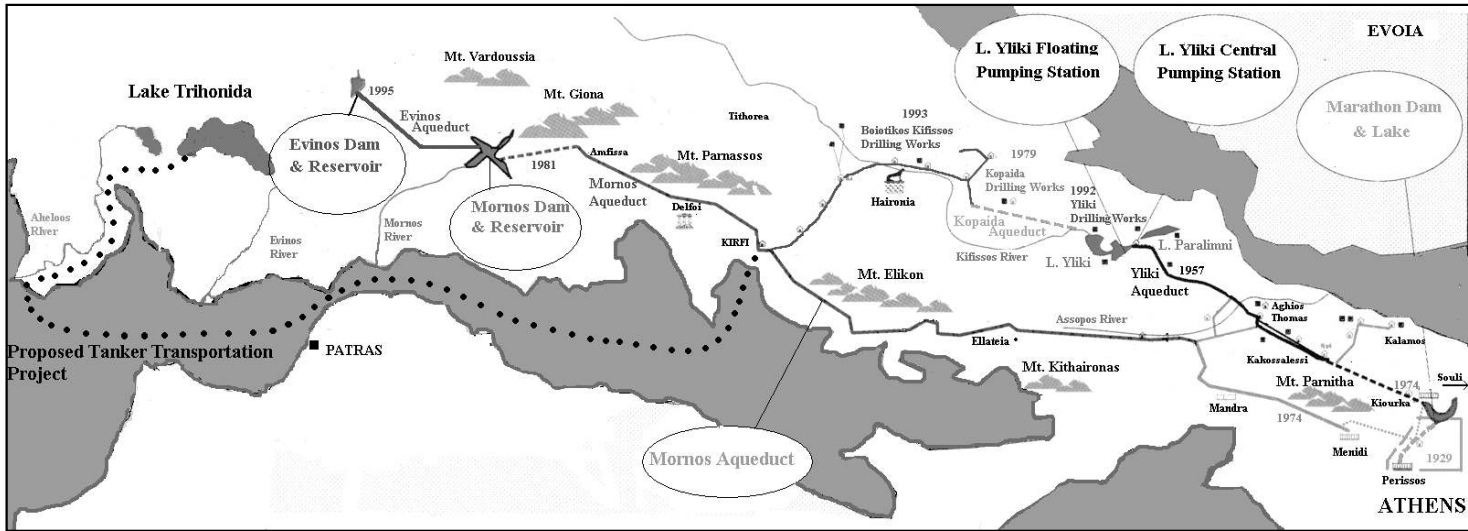 EVOIA
L. Yliki Floating
Pumping Station
L. Yliki Central
Pumping Station
Marathon Dam
& Lake
Mt. Vardoussia
Lake Trihonida
1995
Evinos
Aqueduct
Mt. Giona
Evinos Dam
& Reservoir
1981
Amfissa
Mt. Parnassos
Tithorea
1993
Boiotikos Kifissos
Drilling Works
1979
Kopaida
Drilling Works
1992
Yliki
Drilling Works
Mornos
Aqueduct
Delfoi
Haironia
Kopaida
Aqueduct
Mornos Dam
& Reservoir
Aheloos
River
Evinos
River
Mornos
River
KIRFI
Kifissos River
L. Yliki
L. Paralimni
Mt. Elikon
Yliki
Aqueduct
1957
Assopos River
Aghios
Thomas
Kalamos
Kakossalessi
Ellateia
Mt. Kithaironas
Mt. Parnitha
Proposed Tanker Transportation
Project
PATRAS
Mandra
1974
Kiourka
1974
Souli
Menidi
1929
Perissos
Mornos Aqueduct
ATHENS